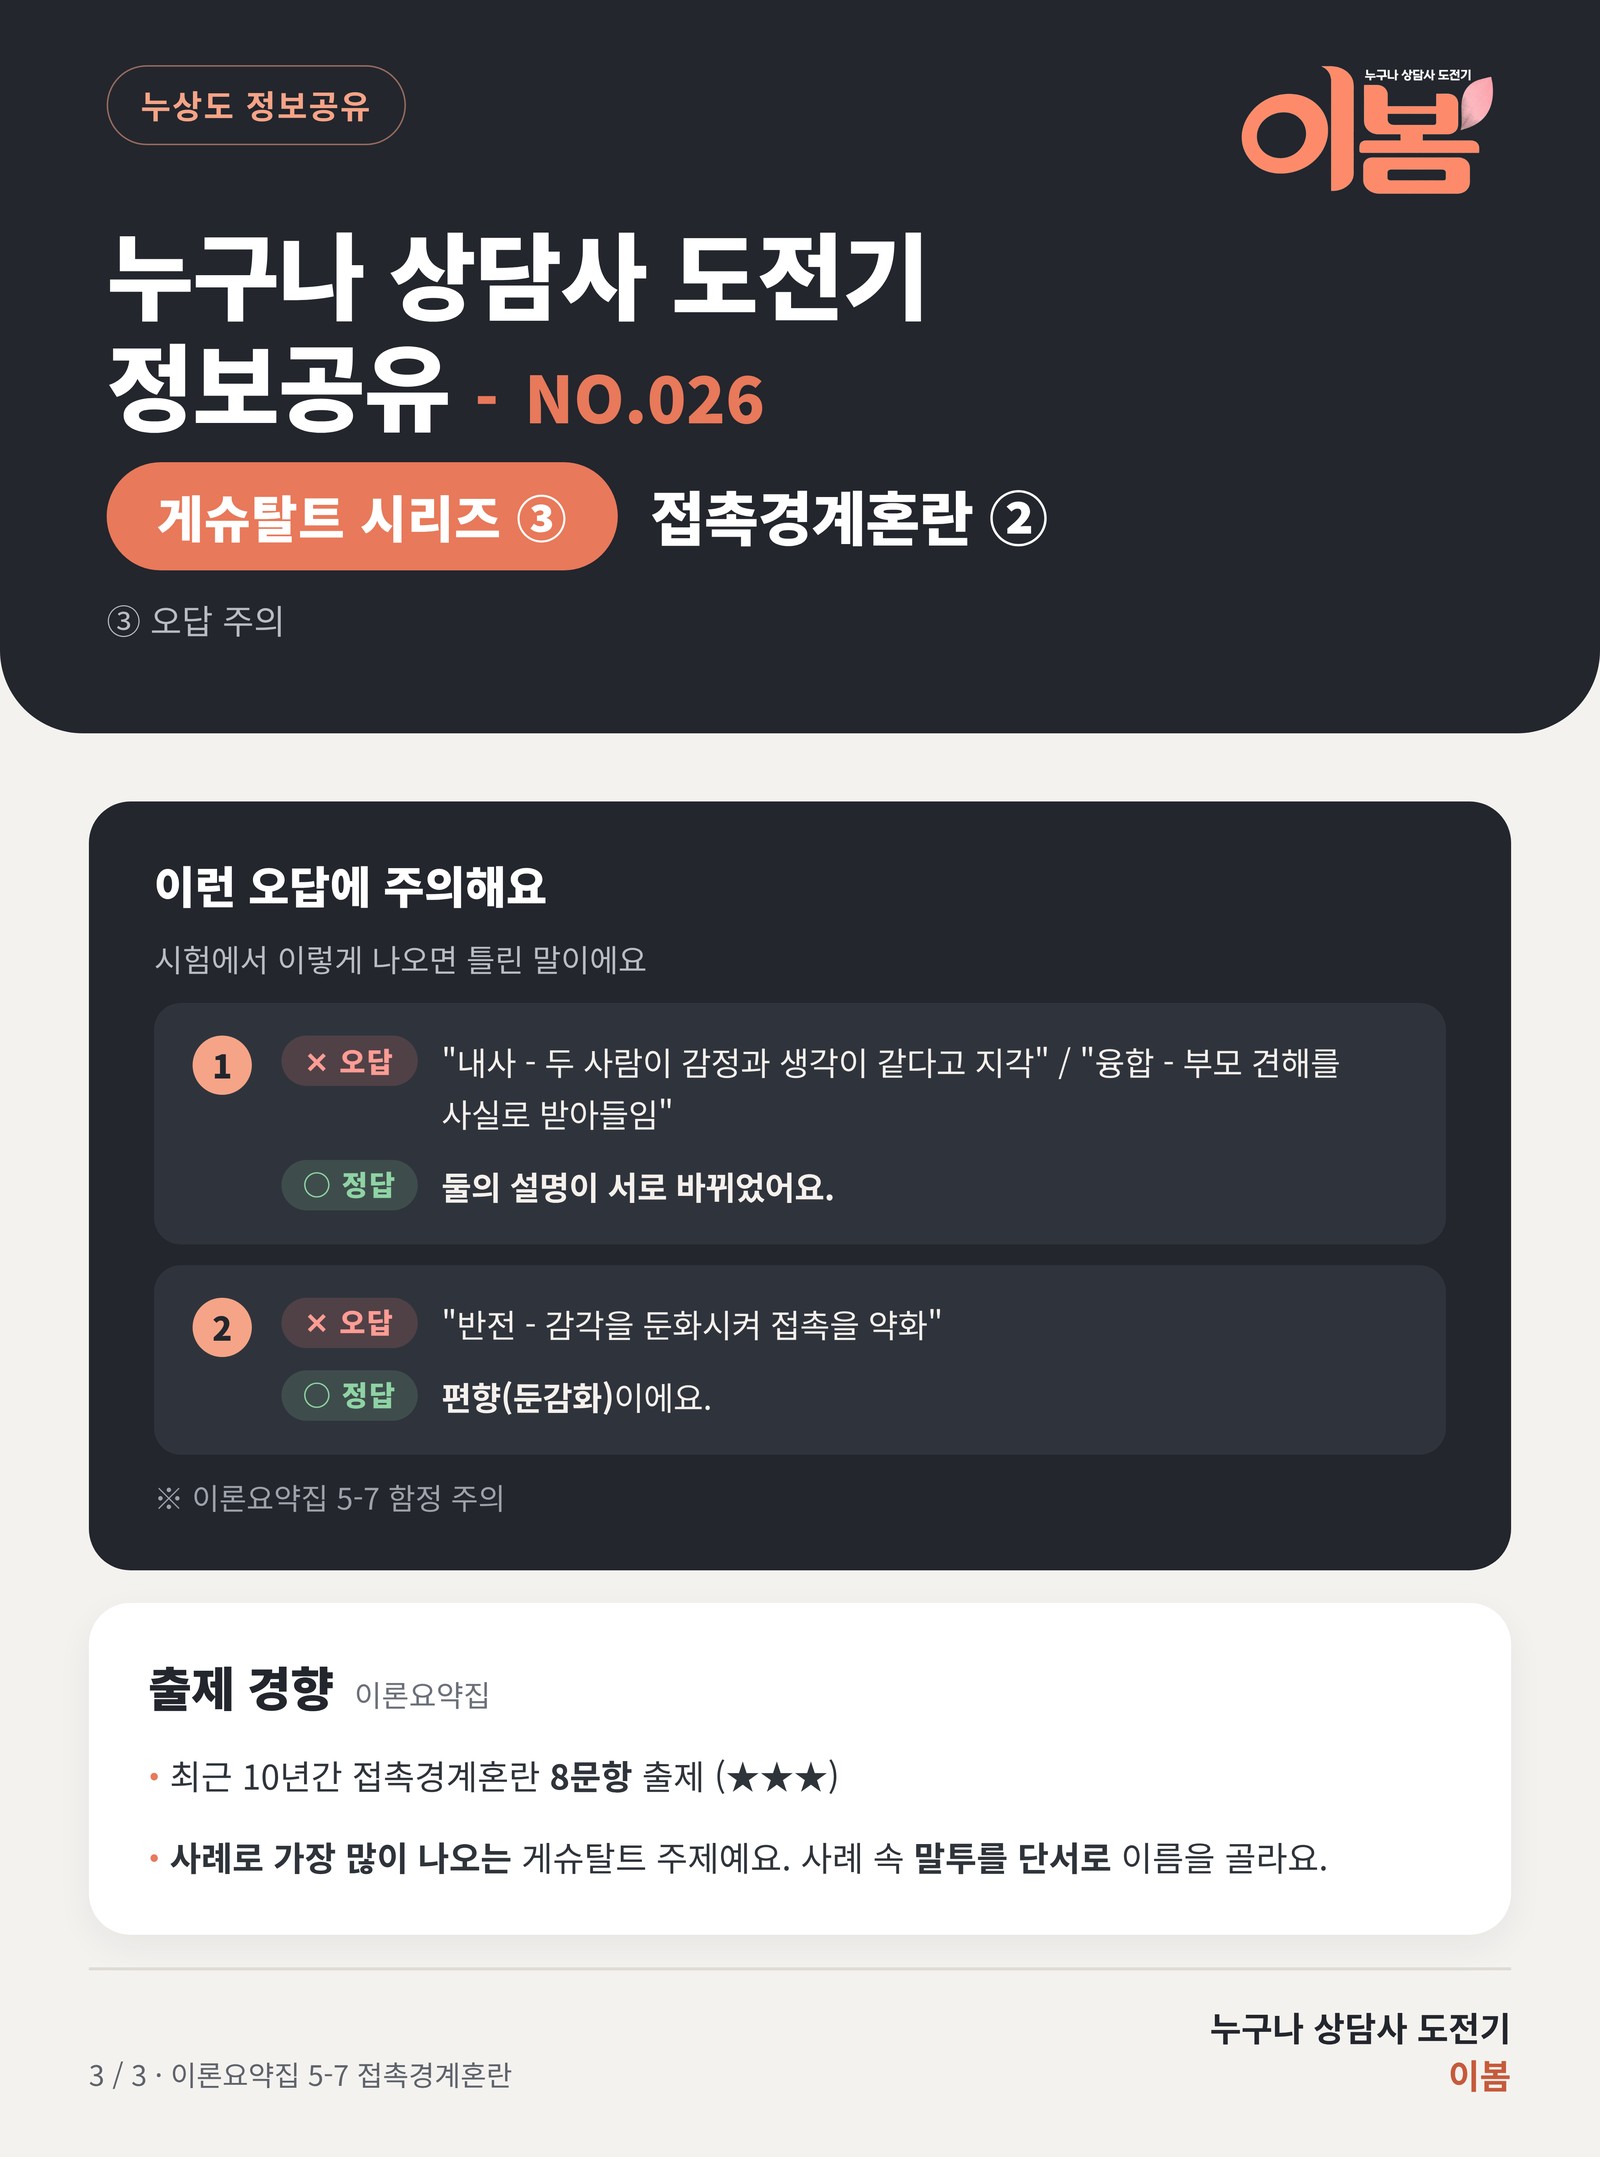 누상도 정보공유
누구나 상담사 도전기
이봄
누구나 상담사 도전기
정보공유 - NO.026
게슈탈트 시리즈 ③ 접촉경계혼란 ②
③ 오답 주의
이런 오답에 주의해요
시험에서 이렇게 나오면 틀린 말이에요
1 × 오답 "내사 - 두 사람이 감정과 생각이 같다고 지각" / "융합 - 부모 견해를
사실로 받아들임"
○ 정답 둘의 설명이 서로 바뀌었어요.
2 × 오답 "반전 - 감각을 둔화시켜 접촉을 약화"
○ 정답 편향(둔감화)이에요.
※ 이론요약집 5-7 함정 주의
출제 경향 이론요약집
• 최근 10년간 접촉경계혼란 8문항 출제 (★★★)
• 사례로 가장 많이 나오는 게슈탈트 주제예요. 사례 속 말투를 단서로 이름을 골라요.
누구나 상담사 도전기
3 / 3 · 이론요약집 5-7 접촉경계혼란
이봄